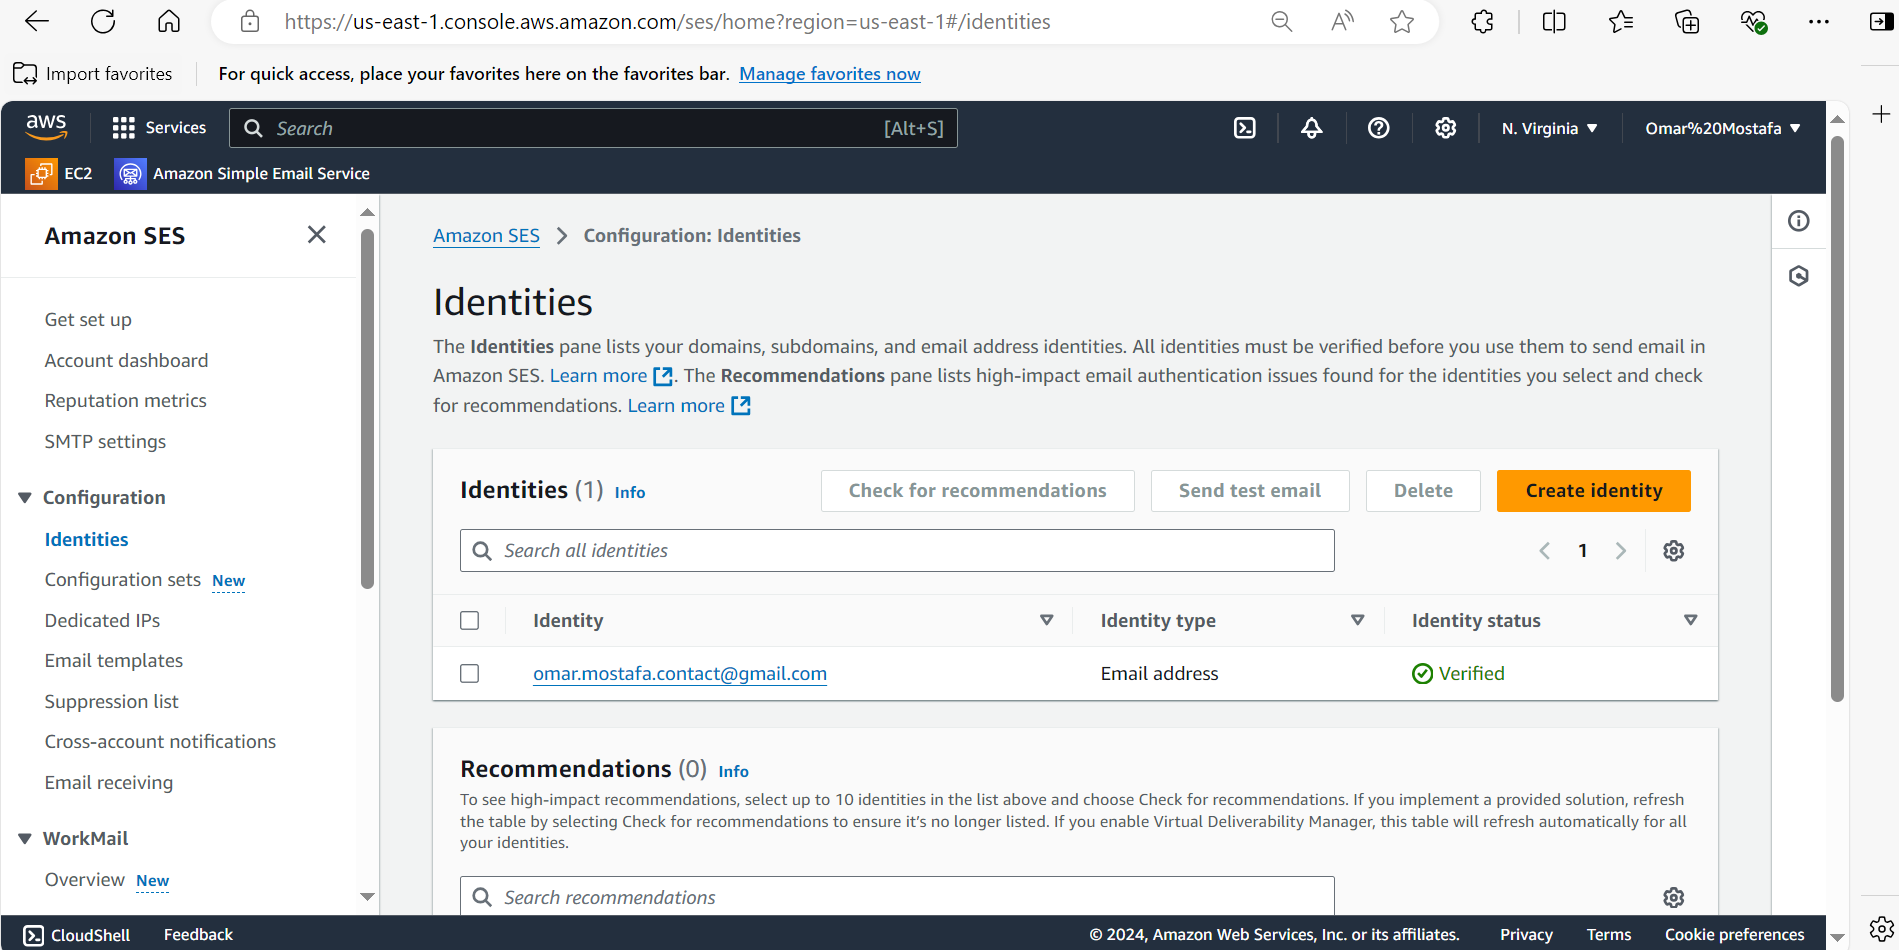 https://us-east-1.console.aws.amazon.com/ses/home?region=us-east-1#/identities
Import favorites
For quick access, place your favorites here on the favorites bar. Manage favorites now
aws
Services
Search
[Alt+S]
N. Virginia
Omar%20Mostafa
EC2
Amazon Simple Email Service
Amazon SES
Get set up
Account dashboard
Reputation metrics
SMTP settings
Configuration
Identities
Configuration sets New
Dedicated IPs
Email templates
Suppression list
Cross-account notifications
Email receiving
WorkMail
Overview New
Amazon SES > Configuration: Identities
Identities
The Identities pane lists your domains, subdomains, and email address identities. All identities must be verified before you use them to send email in
Amazon SES. Learn more. The Recommendations pane lists high-impact email authentication issues found for the identities you select and check
for recommendations. Learn more
Identities (1) Info
Check for recommendations
Send test email
Delete
Create identity
Search all identities
1
Identity
Identity type
Identity status
omar.mostafa.contact@gmail.com
Email address
Verified
Recommendations (0) Info
To see high-impact recommendations, select up to 10 identities in the list above and choose Check for recommendations. If you implement a provided solution, refresh
the table by selecting Check for recommendations to ensure it's no longer listed. If you enable Virtual Deliverability Manager, this table will refresh automatically for all
your identities.
Search recommendations
CloudShell
Feedback
© 2024, Amazon Web Services, Inc. or its affiliates.
Privacy
Terms
Cookie preferences